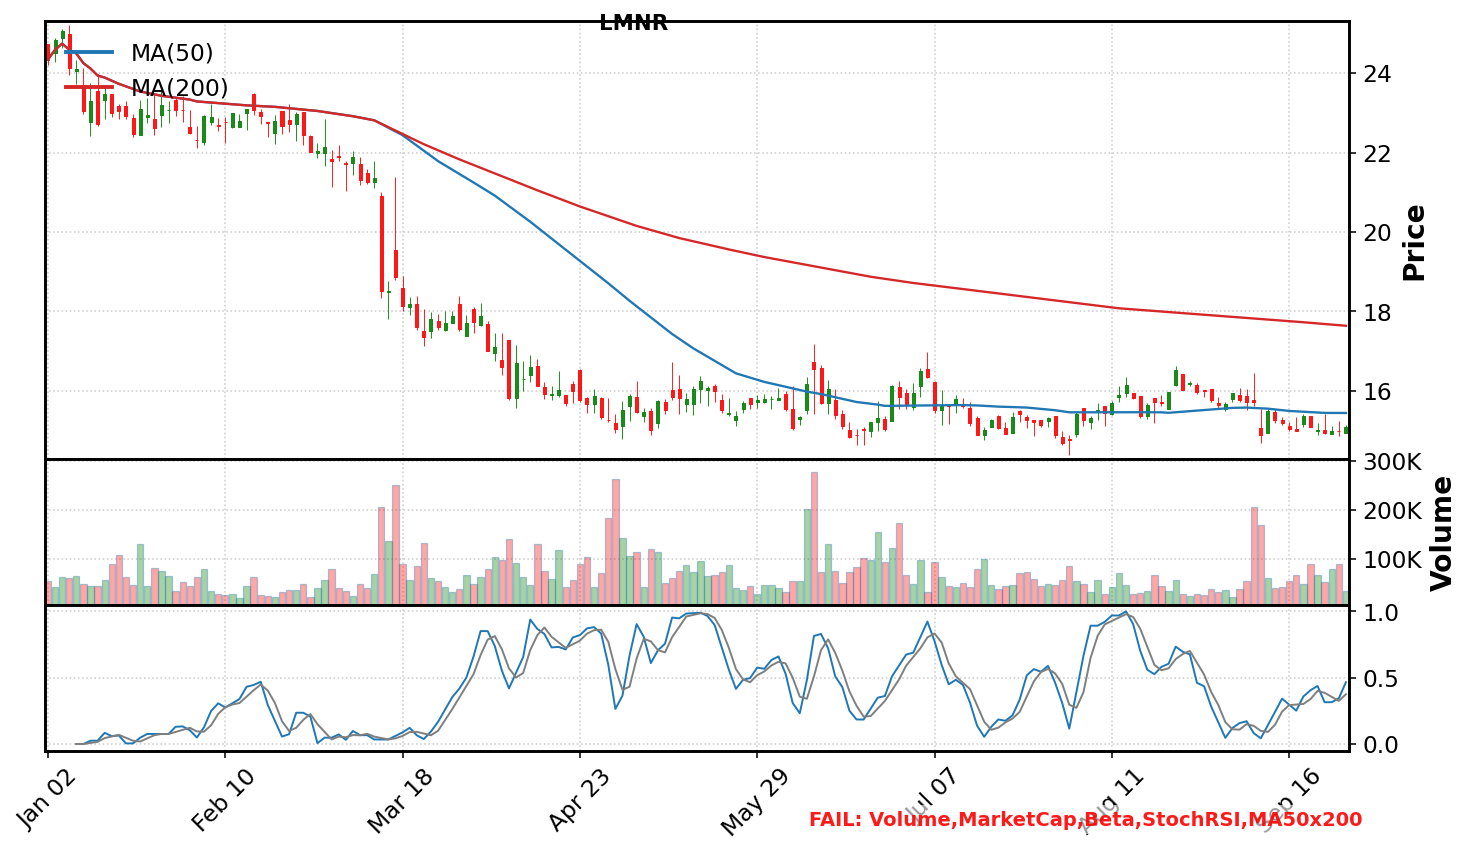 LMNR
MA(50)
MA(200)
24
22
20
18
16
Price
300K
200K
100K
Volume
1.0
0.5
0.0
Jan 02
Feb 10
Mar 18
Apr 23
May 29
Jul 07
Aug 11
Sep 16
FAIL: Volume,MarketCap,Beta,StochRSI,MA50x200